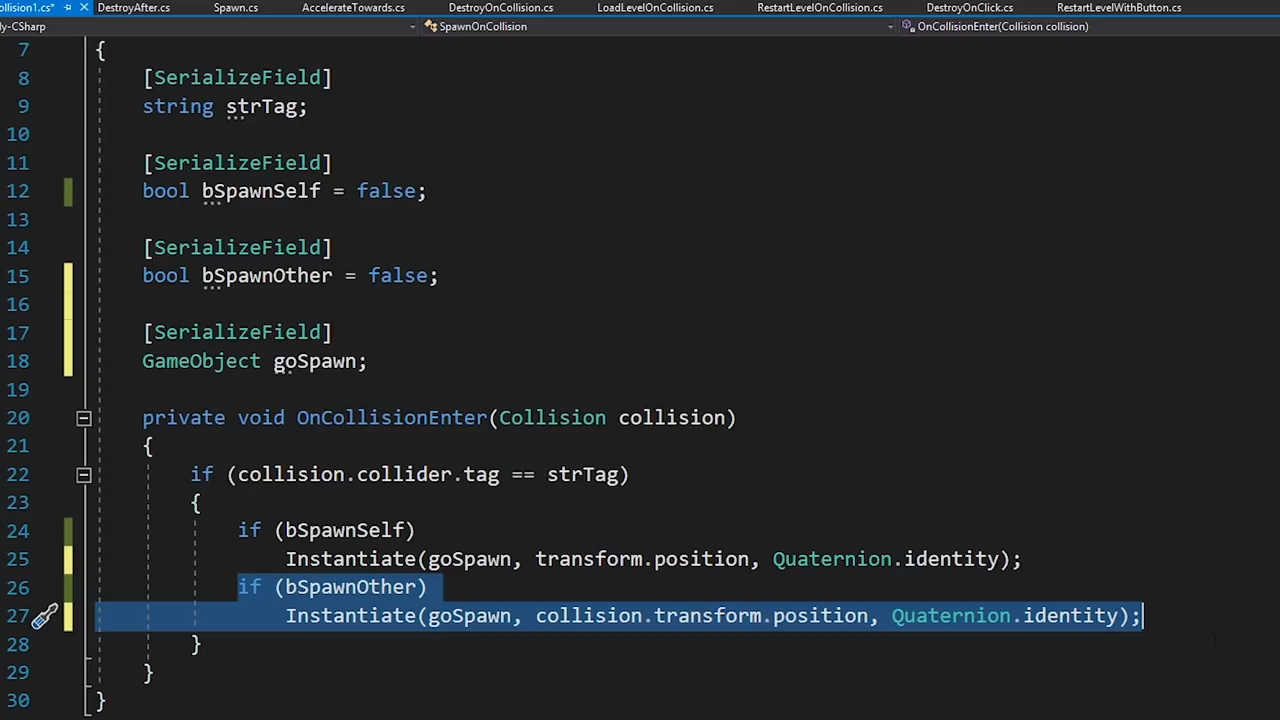 ollision1.cs* DestroyAfter.cs Spawn.cs AccelerateTowards.cs DestroyOnCollision.cs LoadLevelOnCollision.cs RestartLevelOnCollision.cs DestroyOnClick.cs RestartLevelWithButton.cs
ly-CSharp SpawnOnCollision OnCollisionEnter(Collision collision)
7 {
8 [SerializeField]
9 string strTag;
10
11 [SerializeField]
12 bool bSpawnSelf = false;
13
14 [SerializeField]
15 bool bSpawnOther = false;
16
17 [SerializeField]
18 GameObject goSpawn;
19
20 private void OnCollisionEnter(Collision collision)
21 {
22 if (collision.collider.tag == strTag)
23 {
24 if (bSpawnSelf)
25 Instantiate(goSpawn, transform.position, Quaternion.identity);
26 if (bSpawnOther)
27 Instantiate(goSpawn, collision.transform.position, Quaternion.identity);
28 }
29 }
30 }